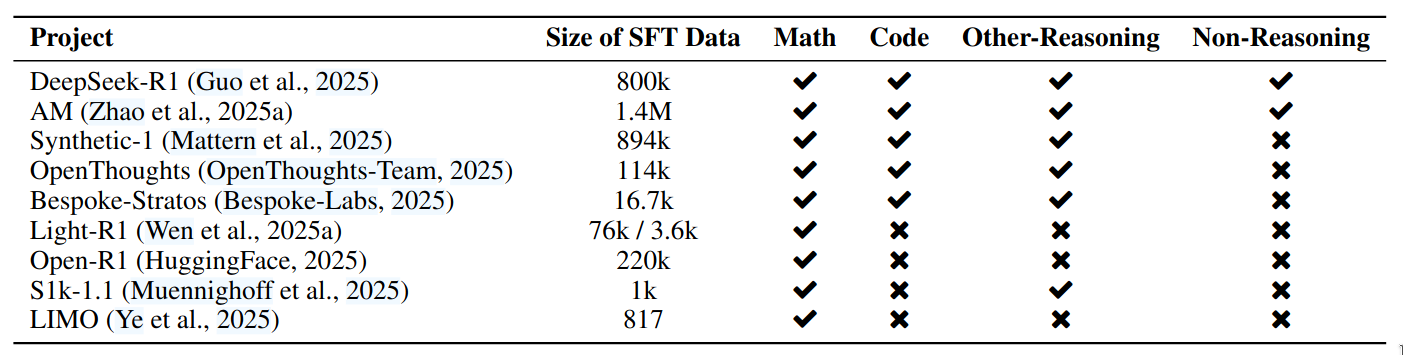 Project Size of SFT Data Math Code Other-Reasoning Non-Reasoning
DeepSeek-R1 (Guo et al., 2025) 800k ✔ ✔ ✔ ✔
AM (Zhao et al., 2025a) 1.4M ✔ ✔ ✔ ✔
Synthetic-1 (Mattern et al., 2025) 894k ✔ ✔ ✔ ✖
OpenThoughts (OpenThoughts-Team, 2025) 114k ✔ ✔ ✔ ✖
Bespoke-Stratos (Bespoke-Labs, 2025) 16.7k ✔ ✔ ✔ ✖
Light-R1 (Wen et al., 2025a) 76k / 3.6k ✔ ✖ ✖ ✖
Open-R1 (HuggingFace, 2025) 220k ✔ ✖ ✖ ✖
S1k-1.1 (Muennighoff et al., 2025) 1k ✔ ✖ ✔ ✖
LIMO (Ye et al., 2025) 817 ✔ ✖ ✖ ✖